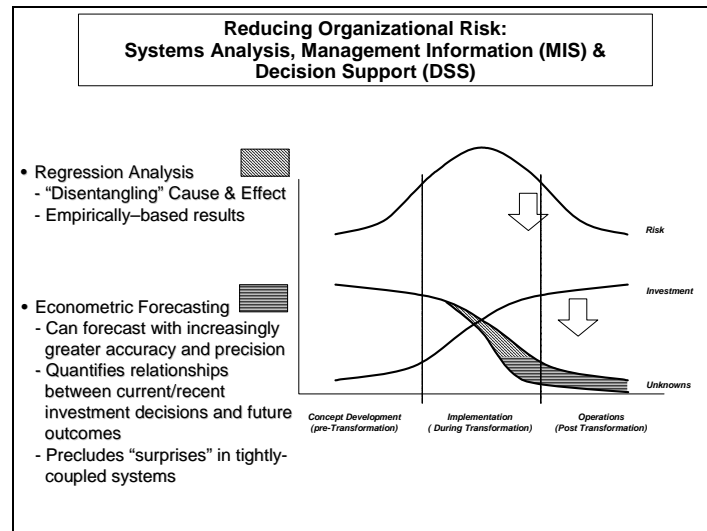 Reducing Organizational Risk:
Systems Analysis, Management Information (MIS) &
Decision Support (DSS)
• Regression Analysis
- “Disentangling” Cause & Effect
- Empirically–based results
• Econometric Forecasting
- Can forecast with increasingly
greater accuracy and precision
- Quantifies relationships
between current/recent
investment decisions and future
outcomes
- Precludes “surprises” in tightly-
coupled systems
Risk
Investment
Unknowns
Concept Development
(pre-Transformation)
Implementation
( During Transformation)
Operations
(Post Transformation)